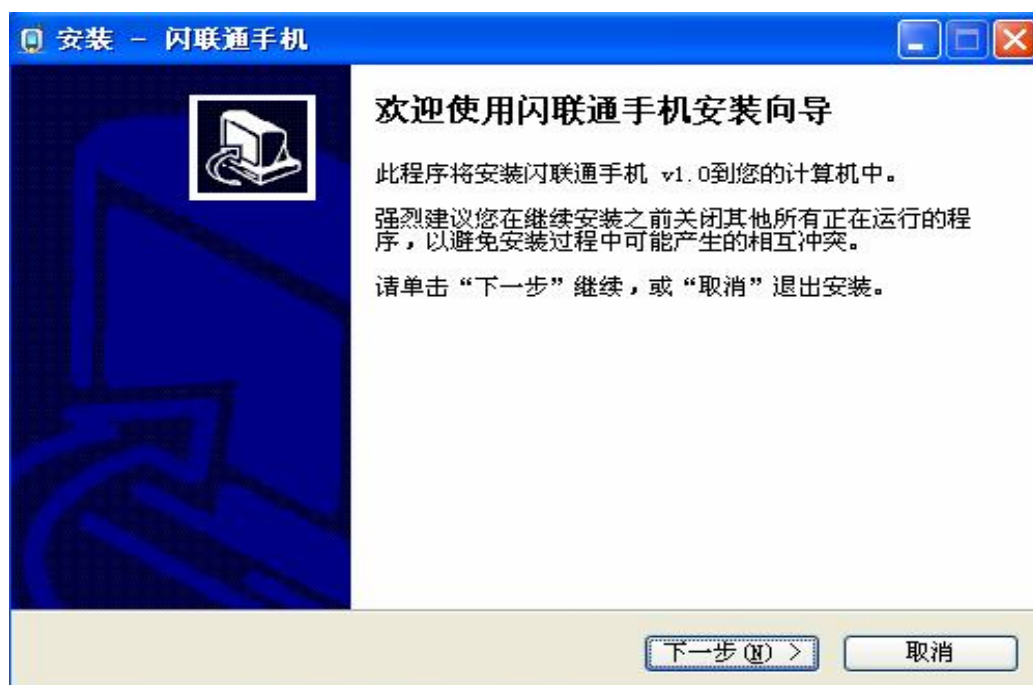 安装 - 闪联通手机
欢迎使用闪联通手机安装向导
此程序将安装闪联通手机 v1.0到您的计算机中。
强烈建议您在继续安装之前关闭其他所有正在运行的程
序，以避免安装过程中可能产生的相互冲突。
请单击“下一步”继续，或“取消”退出安装。
下一步(N) >
取消